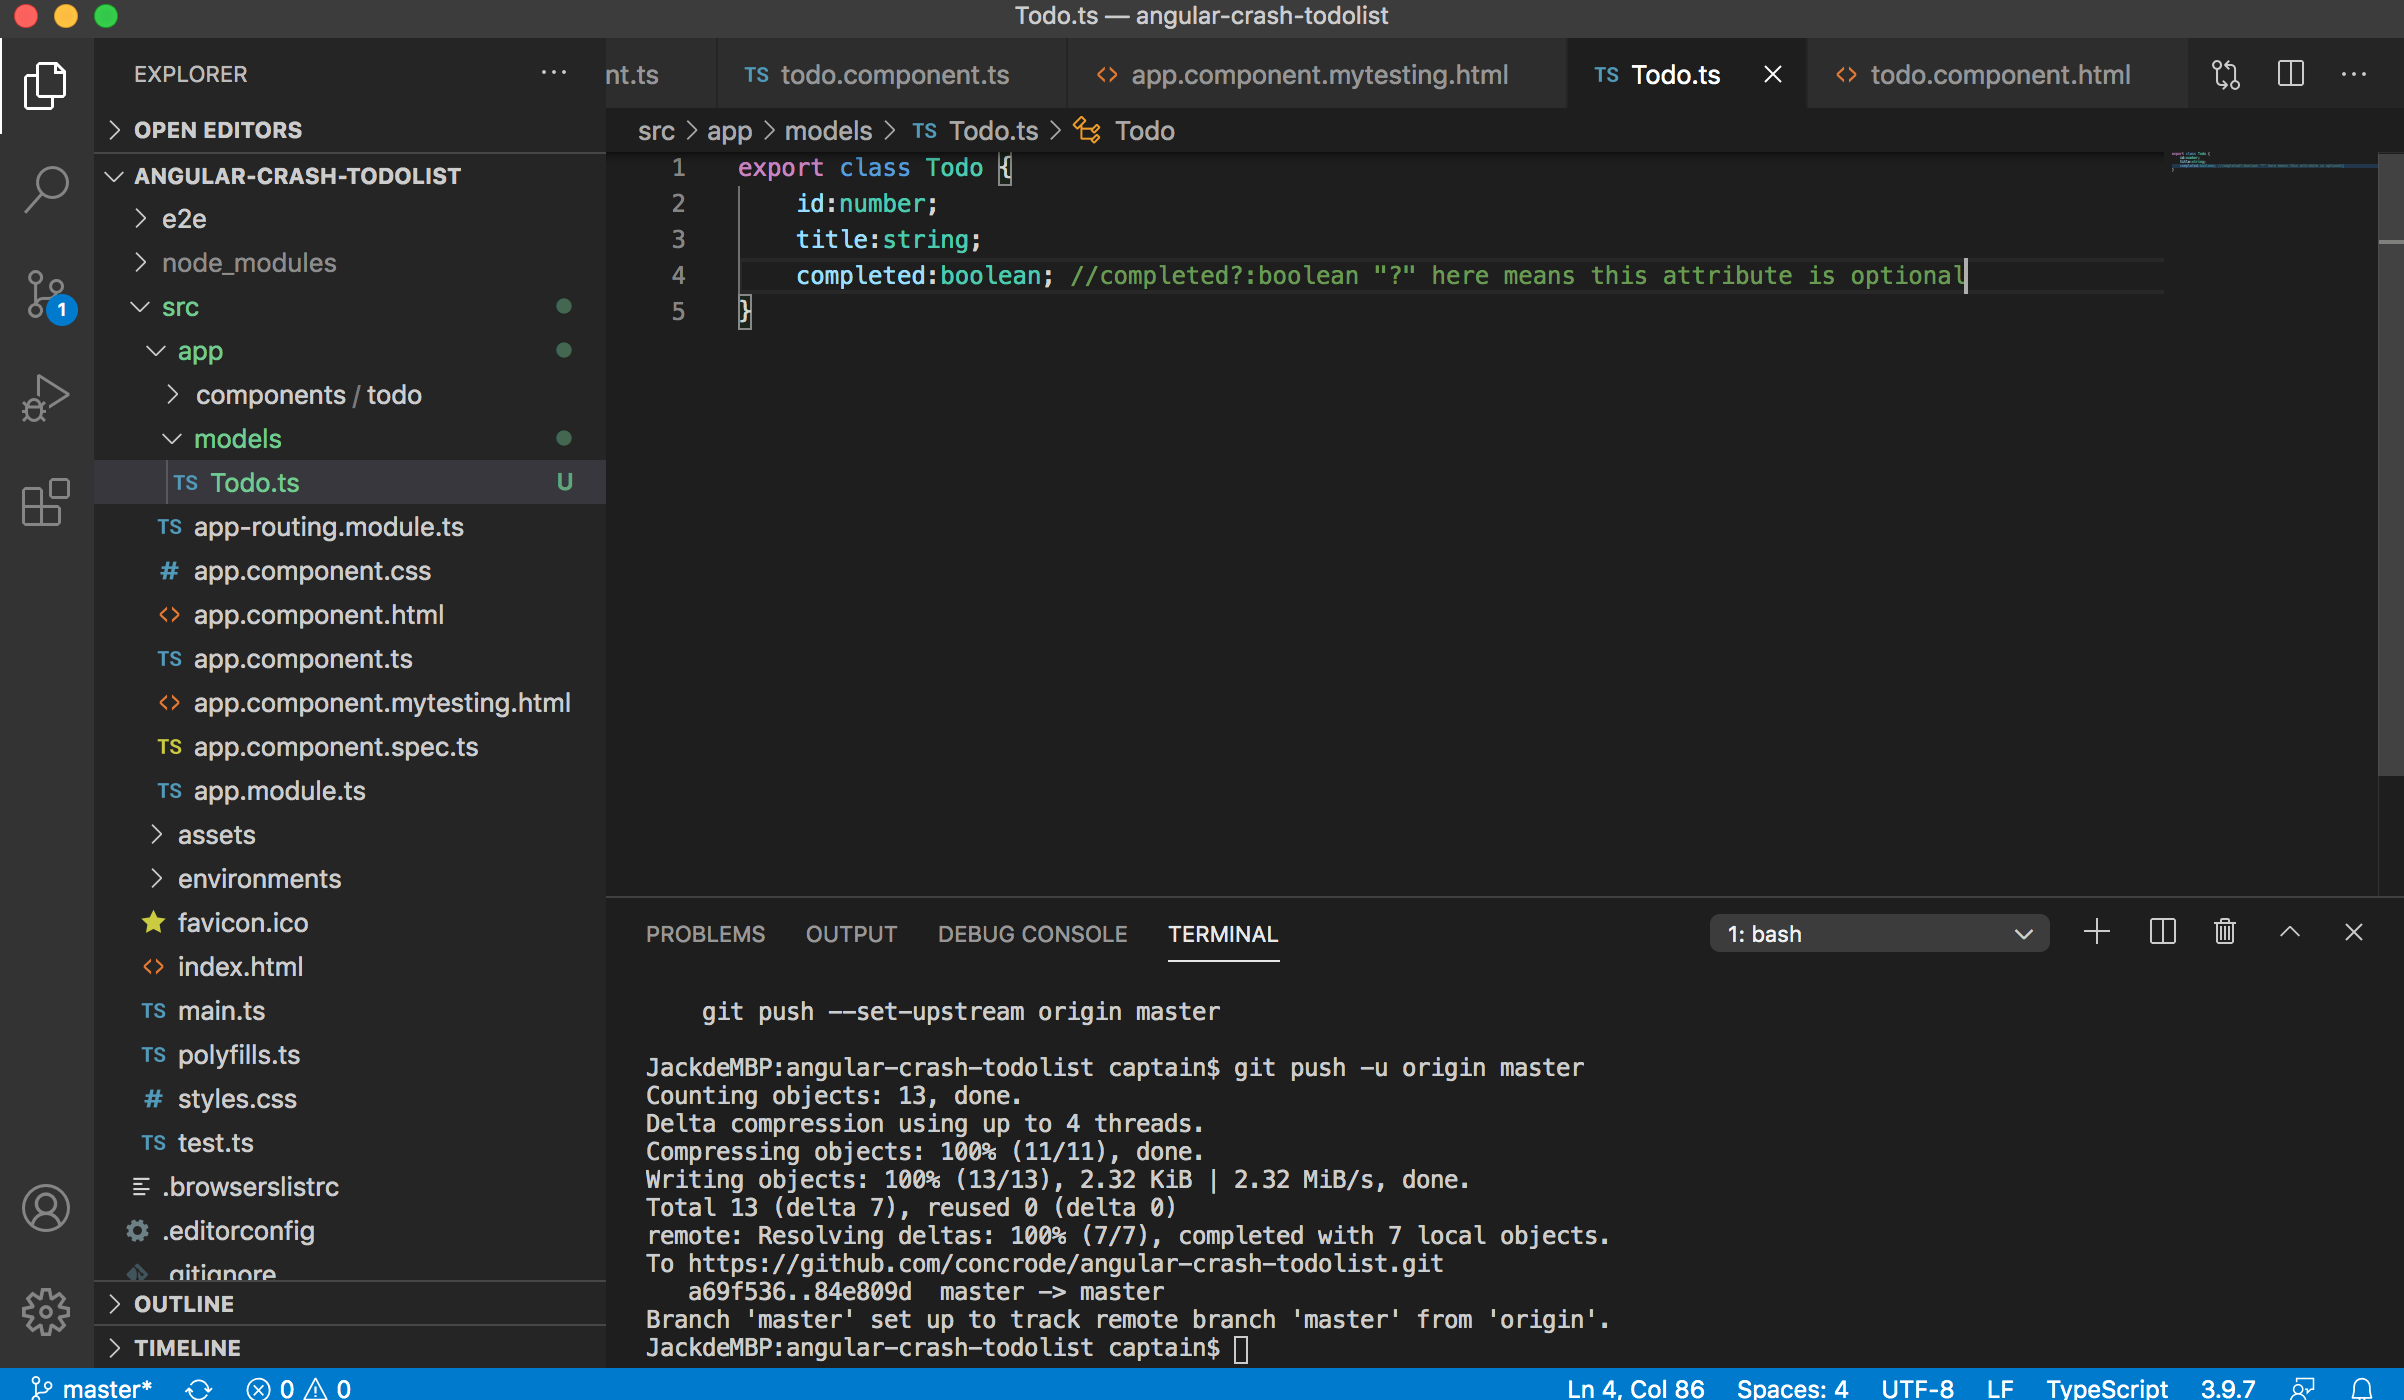 Todo.ts — angular-crash-todolist
EXPLORER
OPEN EDITORS
ANGULAR-CRASH-TODOLIST
e2e
node_modules
src
app
components / todo
models
TS Todo.ts U
TS app-routing.module.ts
# app.component.css
<> app.component.html
TS app.component.ts
<> app.component.mytesting.html
TS app.component.spec.ts
TS app.module.ts
assets
environments
favicon.ico
<> index.html
TS main.ts
TS polyfills.ts
# styles.css
TS test.ts
.browserslistrc
.editorconfig
.gitignore
OUTLINE
TIMELINE
1
nt.ts TS todo.component.ts <> app.component.mytesting.html TS Todo.ts <> todo.component.html
src > app > models > TS Todo.ts > Todo
1 export class Todo {
2 id:number;
3 title:string;
4 completed:boolean; //completed?:boolean "?" here means this attribute is optional
5 }
PROBLEMS OUTPUT DEBUG CONSOLE TERMINAL 1: bash
git push --set-upstream origin master
JackdeMBP:angular-crash-todolist captain$ git push -u origin master
Counting objects: 13, done.
Delta compression using up to 4 threads.
Compressing objects: 100% (11/11), done.
Writing objects: 100% (13/13), 2.32 KiB | 2.32 MiB/s, done.
Total 13 (delta 7), reused 0 (delta 0)
remote: Resolving deltas: 100% (7/7), completed with 7 local objects.
To https://github.com/concrode/angular-crash-todolist.git
a69f536..84e809d master -> master
Branch 'master' set up to track remote branch 'master' from 'origin'.
JackdeMBP:angular-crash-todolist captain$
master* 0 0 Ln 4, Col 86 Spaces: 4 UTF-8 LF TypeScript 3.9.7